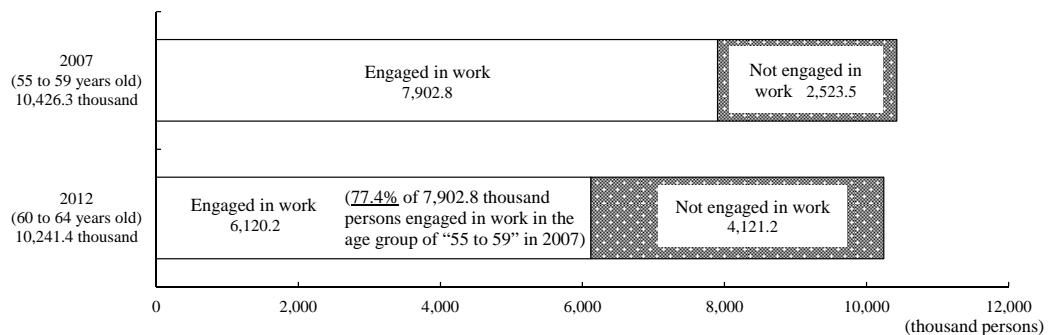 2007
(55 to 59 years old)
10,426.3 thousand
Engaged in work
7,902.8
Not engaged in
work 2,523.5
2012
(60 to 64 years old)
10,241.4 thousand
Engaged in work
6,120.2
(77.4% of 7,902.8 thousand
persons engaged in work in the
age group of “55 to 59” in 2007)
Not engaged in work
4,121.2
0 2,000 4,000 6,000 8,000 10,000 12,000
(thousand persons)